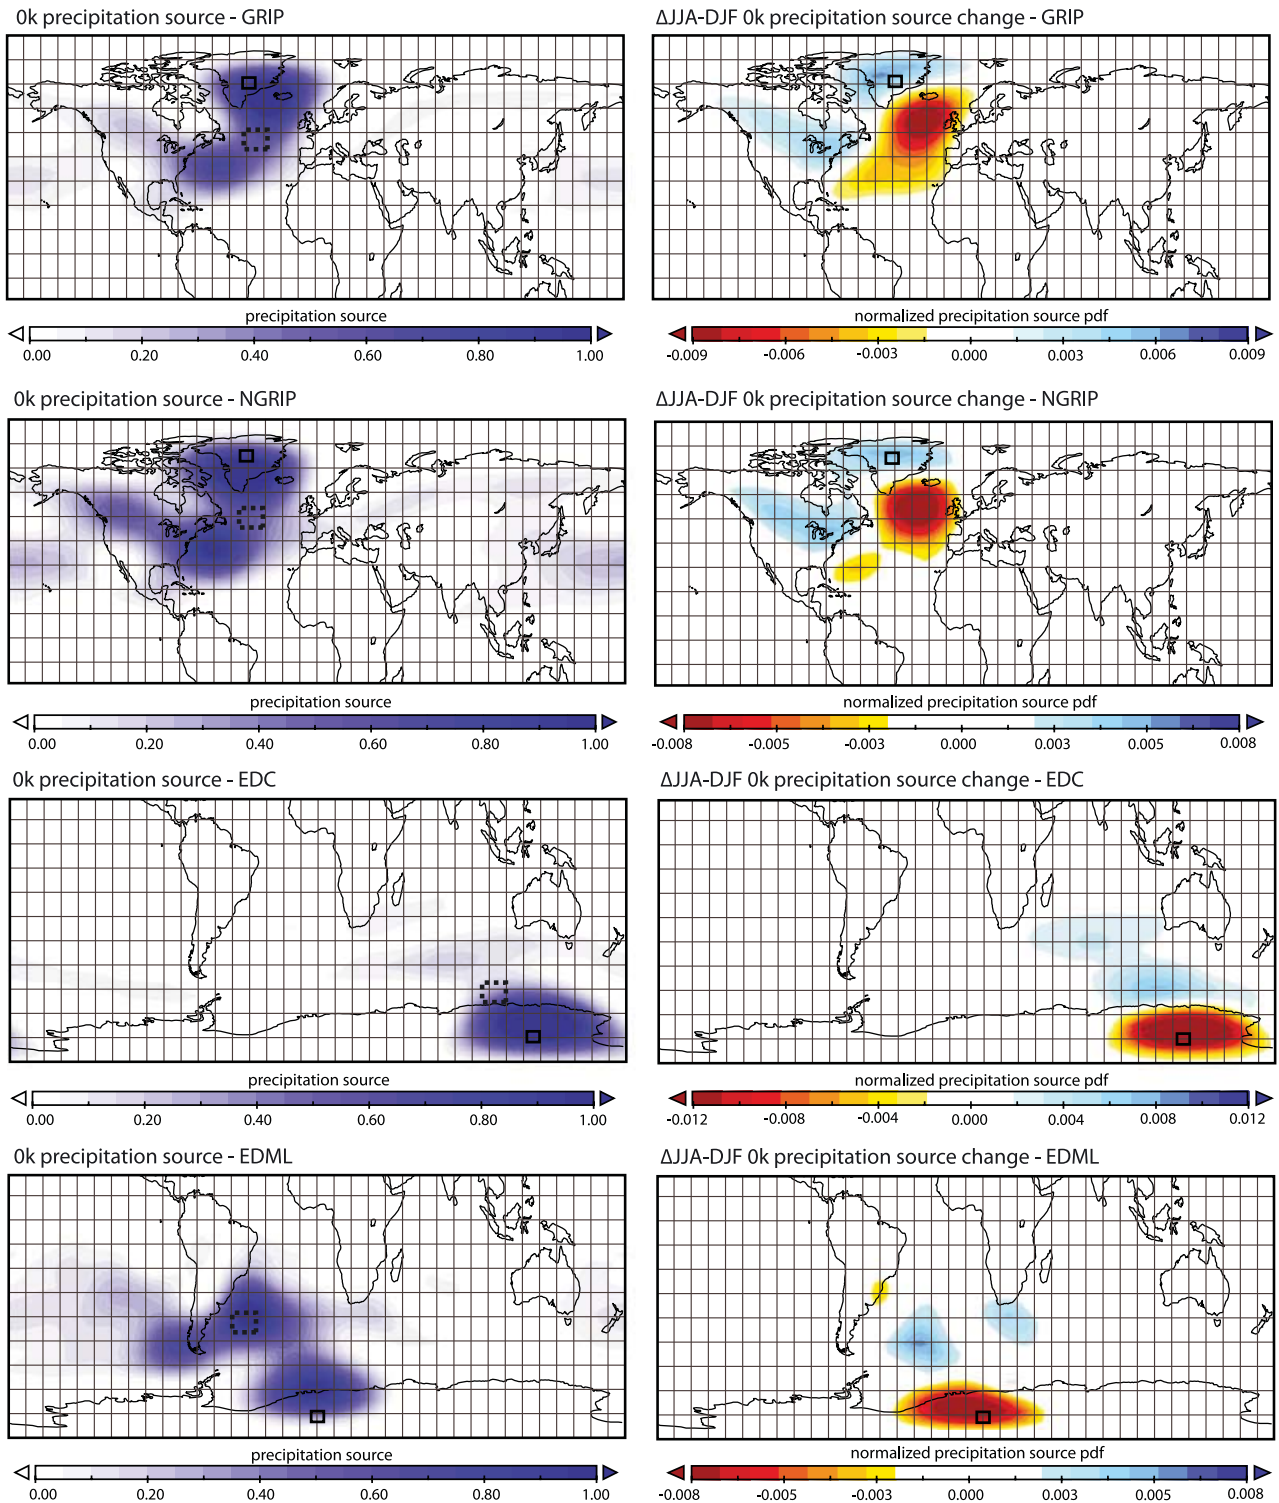 0k precipitation source - GRIP
ΔJJA-DJF 0k precipitation source change - GRIP
precipitation source
0.00 0.20 0.40 0.60 0.80 1.00
normalized precipitation source pdf
-0.009 -0.006 -0.003 0.000 0.003 0.006 0.009
0k precipitation source - NGRIP
ΔJJA-DJF 0k precipitation source change - NGRIP
precipitation source
0.00 0.20 0.40 0.60 0.80 1.00
normalized precipitation source pdf
-0.008 -0.005 -0.003 0.000 0.003 0.005 0.008
0k precipitation source - EDC
ΔJJA-DJF 0k precipitation source change - EDC
precipitation source
0.00 0.20 0.40 0.60 0.80 1.00
normalized precipitation source pdf
-0.012 -0.008 -0.004 0.000 0.004 0.008 0.012
0k precipitation source - EDML
ΔJJA-DJF 0k precipitation source change - EDML
precipitation source
0.00 0.20 0.40 0.60 0.80 1.00
normalized precipitation source pdf
-0.008 -0.005 -0.003 0.000 0.003 0.005 0.008